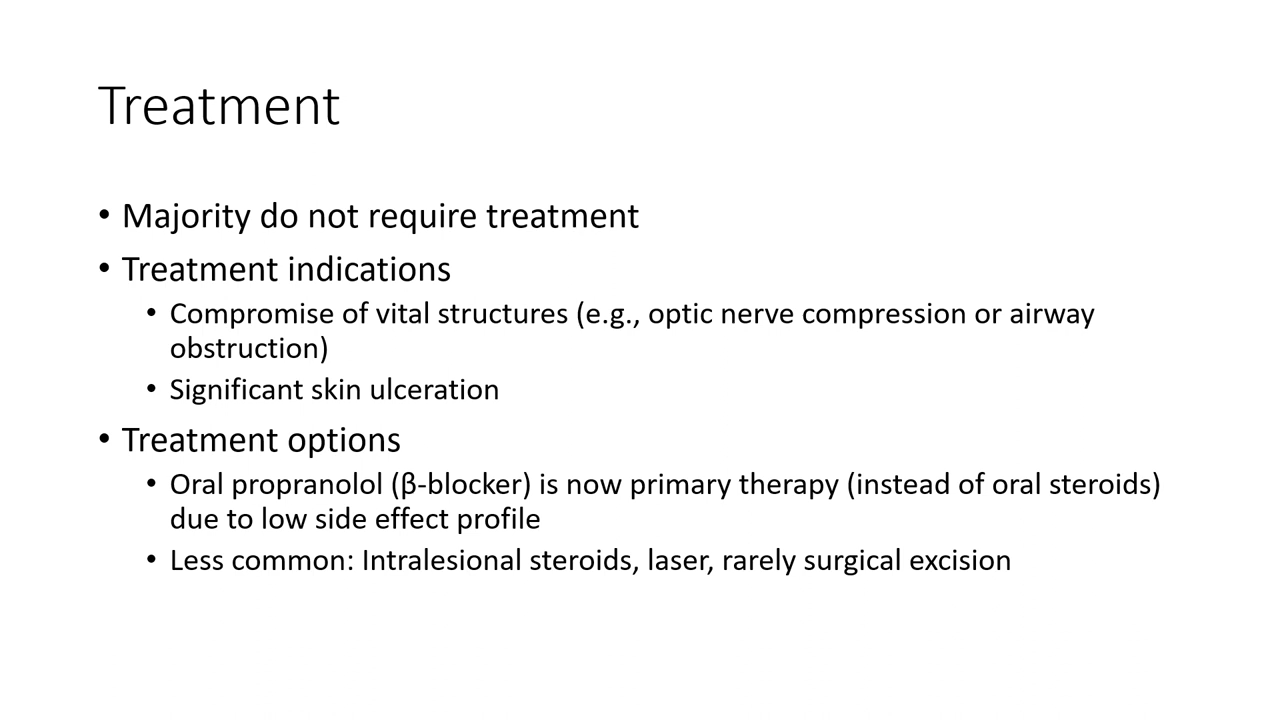 Treatment
• Majority do not require treatment
• Treatment indications
• Compromise of vital structures (e.g., optic nerve compression or airway
obstruction)
• Significant skin ulceration
• Treatment options
• Oral propranolol (β-blocker) is now primary therapy (instead of oral steroids)
due to low side effect profile
• Less common: Intralesional steroids, laser, rarely surgical excision